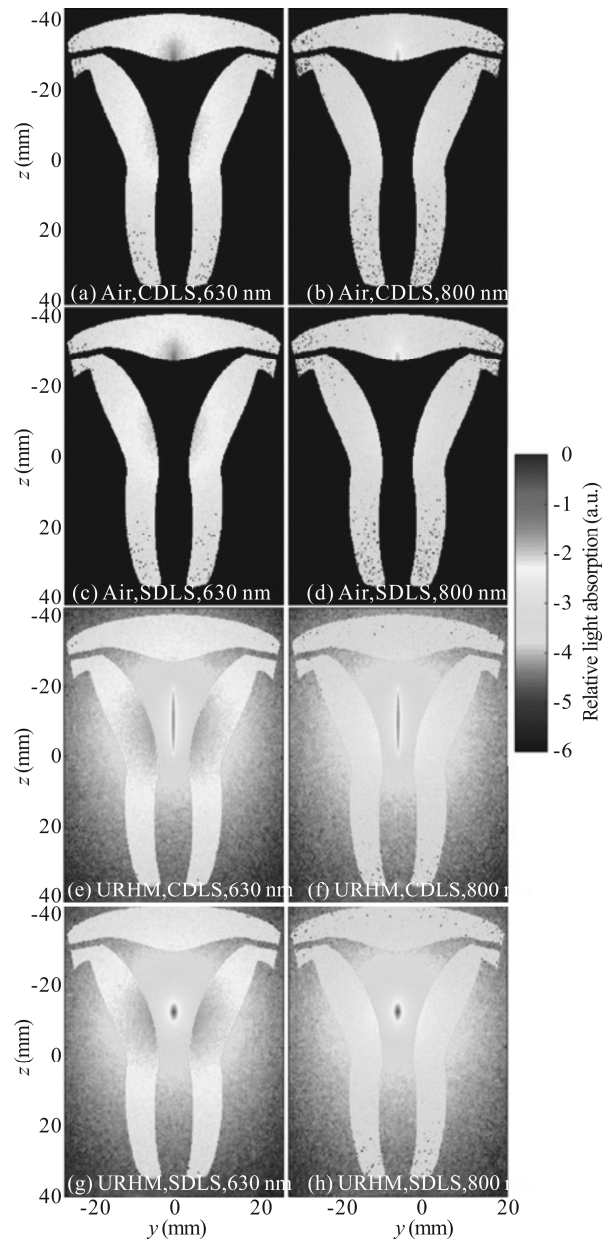 -40
-20
0
20
40
z (mm)
(a) Air,CDLS,630 nm
(b) Air,CDLS,800 nm
-40
-20
0
20
40
z (mm)
(c) Air,SDLS,630 nm
(d) Air,SDLS,800 nm
0
-1
-2
-3
-4
-5
-6
Relative light absorption (a.u.)
-40
-20
0
20
40
z (mm)
(e) URHM,CDLS,630 nm
(f) URHM,CDLS,800 nm
-40
-20
0
20
40
z (mm)
(g) URHM,SDLS,630 nm
(h) URHM,SDLS,800 nm
-20 0 20
-20 0 20
y (mm)
y (mm)